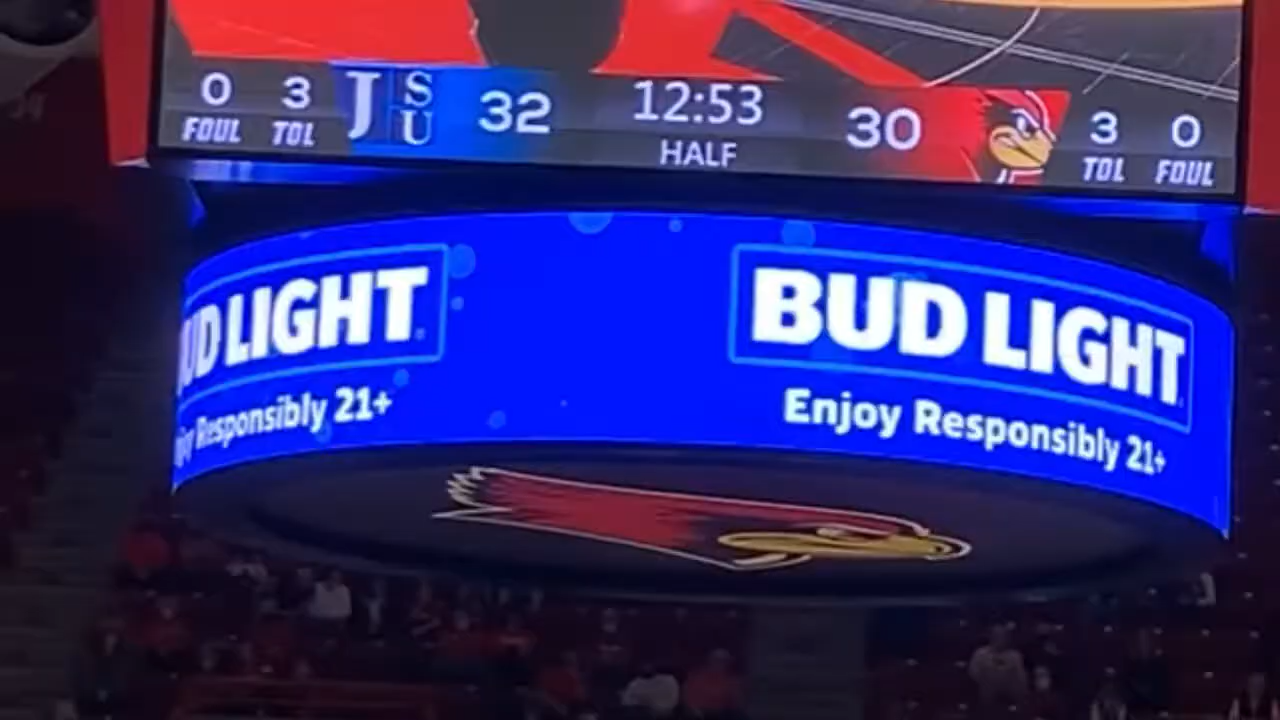 0 3 JSU 32 12:53 30 3 0
FOUL TOL HALF TOL FOUL
UD LIGHT
BUD LIGHT
Responsibly 21+
Enjoy Responsibly 21+